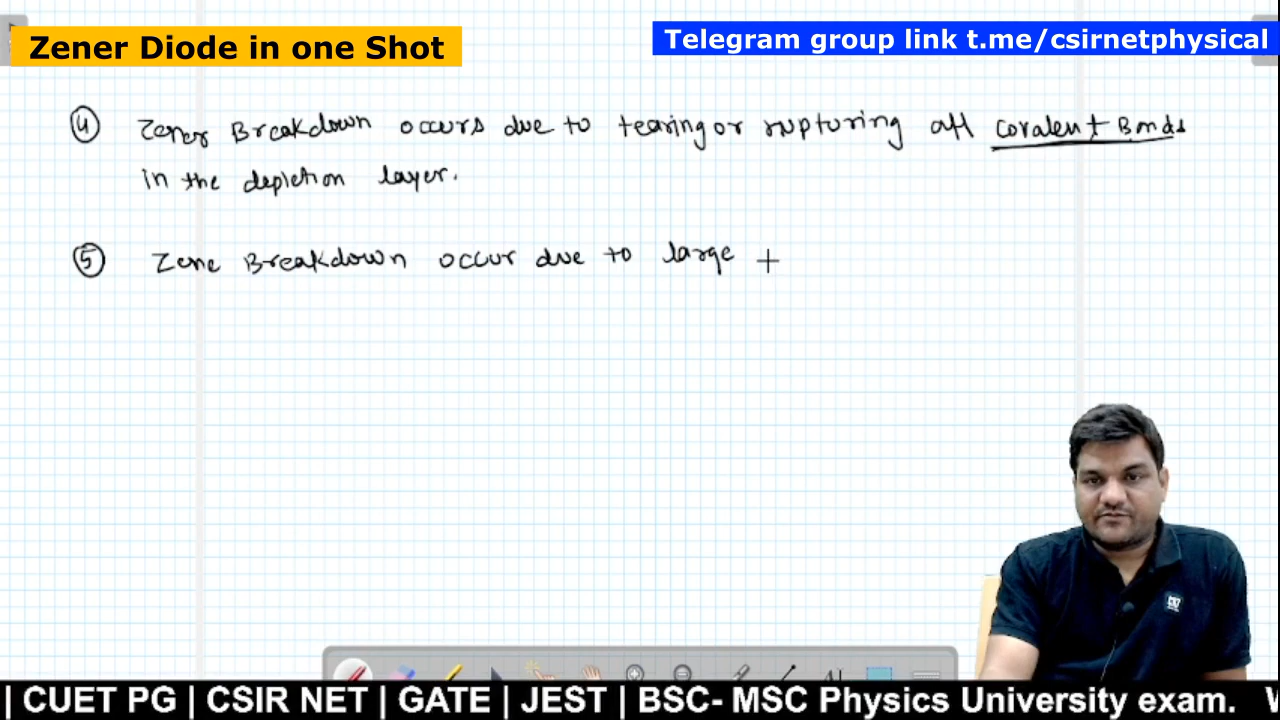 Zener Diode in one Shot
Telegram group link t.me/csirnetphysical
④ Zener Breakdown occurs due to tearing or rupturing off covalent Bonds
in the depletion layer.
⑤ Zene Breakdown occur due to large
| CUET PG | CSIR NET | GATE | JEST | BSC- MSC Physics University exam.